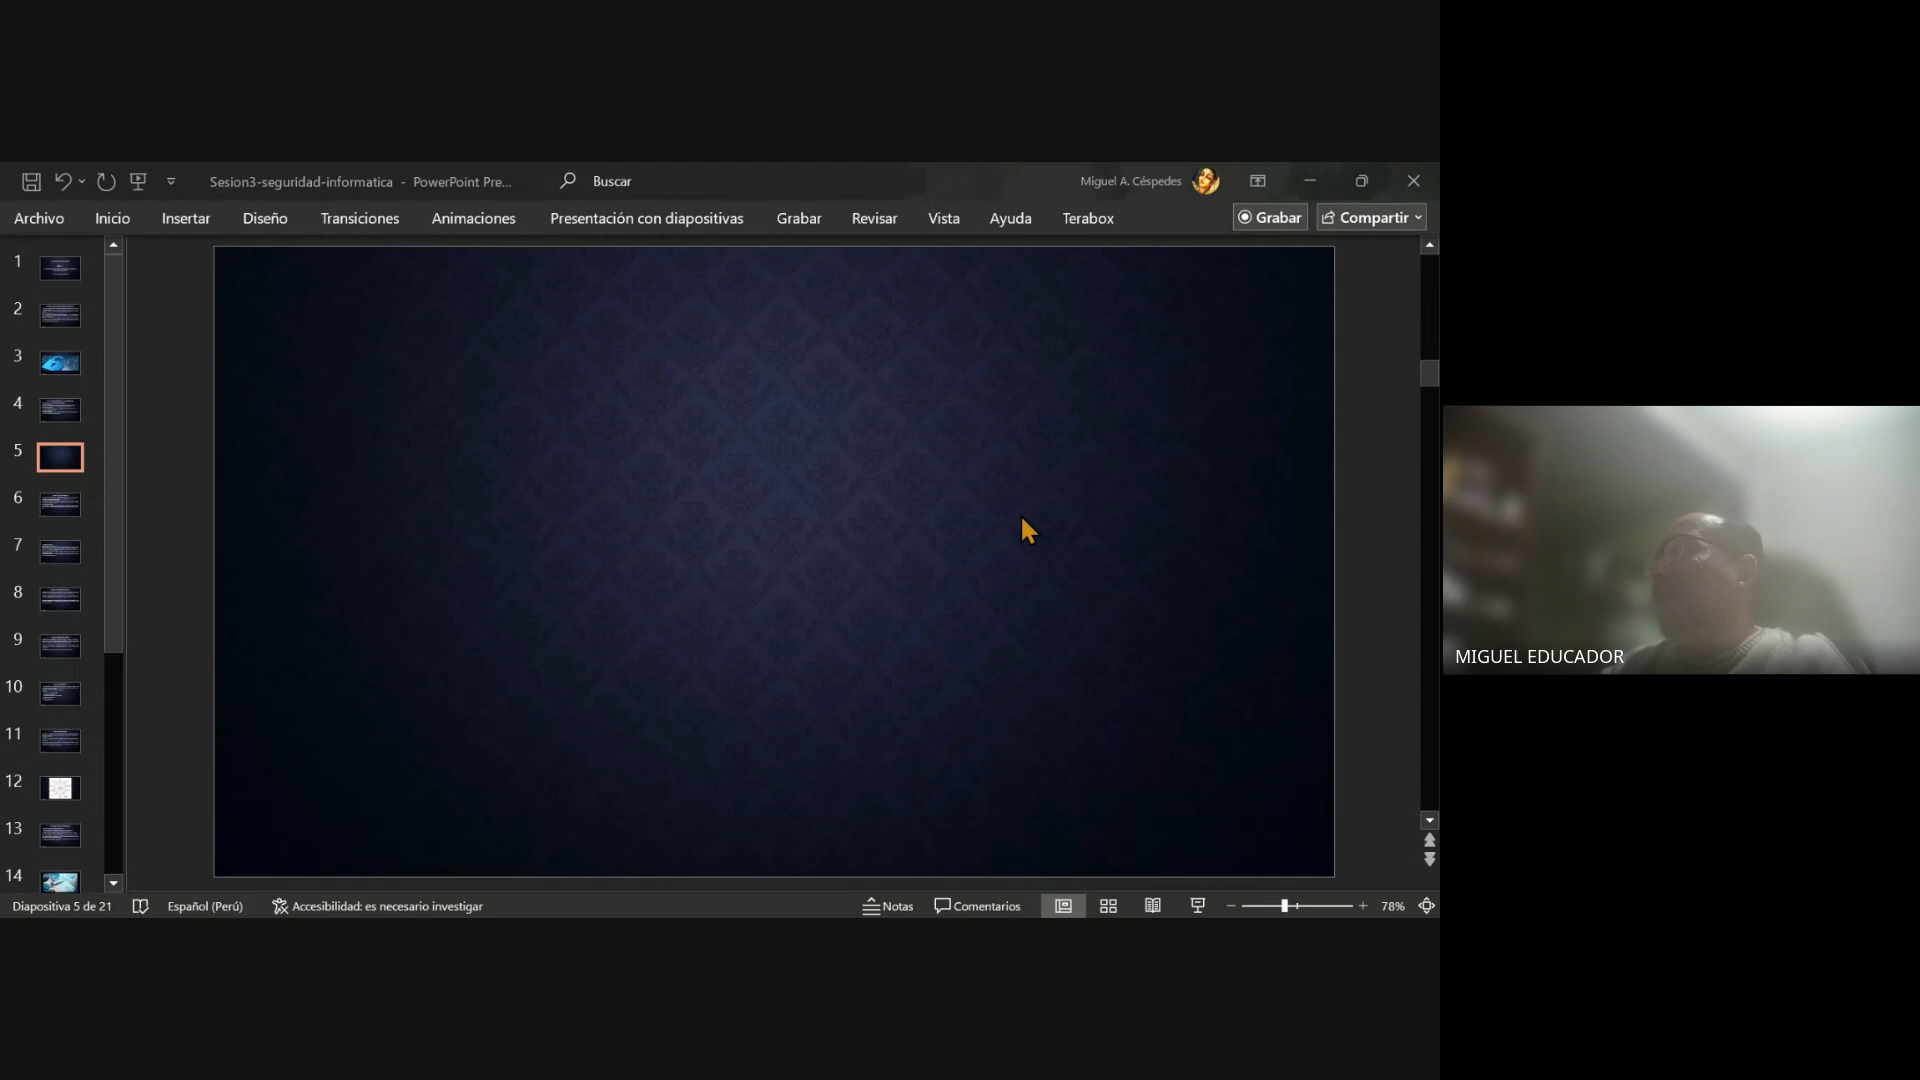 Sesion3-seguridad-informatica - PowerPoint Pre...
Buscar
Miguel A. Céspedes
Archivo Inicio Insertar Diseño Transiciones Animaciones Presentación con diapositivas Grabar Revisar Vista Ayuda Terabox
Grabar
Compartir
1
2
3
4
5
6
7
8
9
10
11
12
13
14
MIGUEL EDUCADOR
Diapositiva 5 de 21
Español (Perú)
Accesibilidad: es necesario investigar
Notas
Comentarios
78%